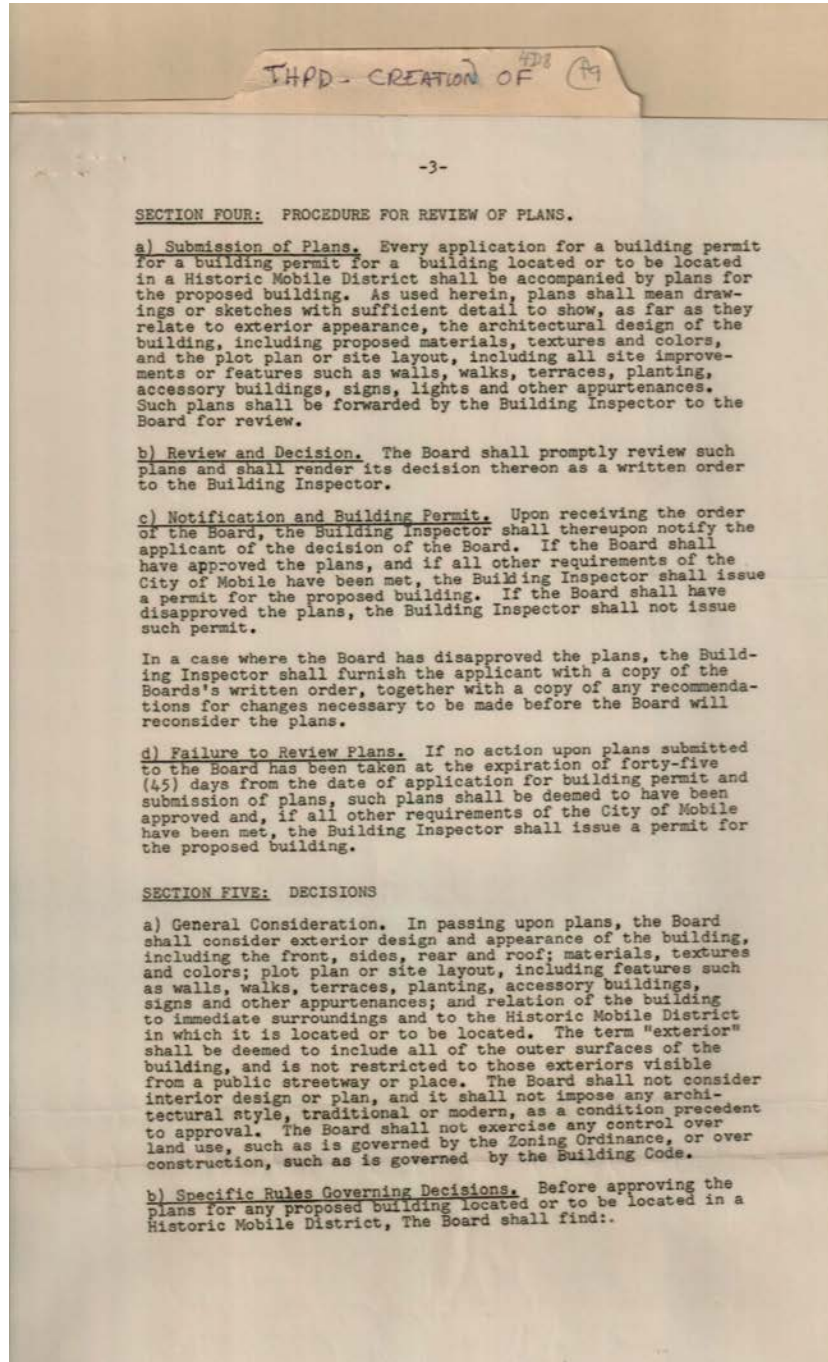 THPD - CREATION OF 4D8 P9
-3-
SECTION FOUR: PROCEDURE FOR REVIEW OF PLANS.
a) Submission of Plans. Every application for a building permit
for a building permit for a building located or to be located
in a Historic Mobile District shall be accompanied by plans for
the proposed building. As used herein, plans shall mean draw-
ings or sketches with sufficient detail to show, as far as they
relate to exterior appearance, the architectural design of the
building, including proposed materials, textures and colors,
and the plot plan or site layout, including all site improve-
ments or features such as walls, walks, terraces, planting,
accessory buildings, signs, lights and other appurtenances.
Such plans shall be forwarded by the Building Inspector to the
Board for review.
b) Review and Decision. The Board shall promptly review such
plans and shall render its decision thereon as a written order
to the Building Inspector.
c) Notification and Building Permit. Upon receiving the order
of the Board, the Building Inspector shall thereupon notify the
applicant of the decision of the Board. If the Board shall
have approved the plans, and if all other requirements of the
City of Mobile have been met, the Building Inspector shall issue
a permit for the proposed building. If the Board shall have
disapproved the plans, the Building Inspector shall not issue
such permit.
In a case where the Board has disapproved the plans, the Build-
ing Inspector shall furnish the applicant with a copy of the
Boards's written order, together with a copy of any recommenda-
tions for changes necessary to be made before the Board will
reconsider the plans.
d) Failure to Review Plans. If no action upon plans submitted
to the Board has been taken at the expiration of forty-five
(45) days from the date of application for building permit and
submission of plans, such plans shall be deemed to have been
approved and, if all other requirements of the City of Mobile
have been met, the Building Inspector shall issue a permit for
the proposed building.
SECTION FIVE: DECISIONS
a) General Consideration. In passing upon plans, the Board
shall consider exterior design and appearance of the building,
including the front, sides, rear and roof; materials, textures
and colors; plot plan or site layout, including features such
as walls, walks, terraces, planting, accessory buildings,
signs and other appurtenances; and relation of the building
to immediate surroundings and to the Historic Mobile District
in which it is located or to be located. The term "exterior"
shall be deemed to include all of the outer surfaces of the
building, and is not restricted to those exteriors visible
from a public streetway or place. The Board shall not consider
interior design or plan, and it shall not impose any archi-
tectural style, traditional or modern, as a condition precedent
to approval. The Board shall not exercise any control over
land use, such as is governed by the Zoning Ordinance, or over
construction, such as is governed by the Building Code.
b) Specific Rules Governing Decisions. Before approving the
plans for any proposed building located or to be located in a
Historic Mobile District, The Board shall find:.